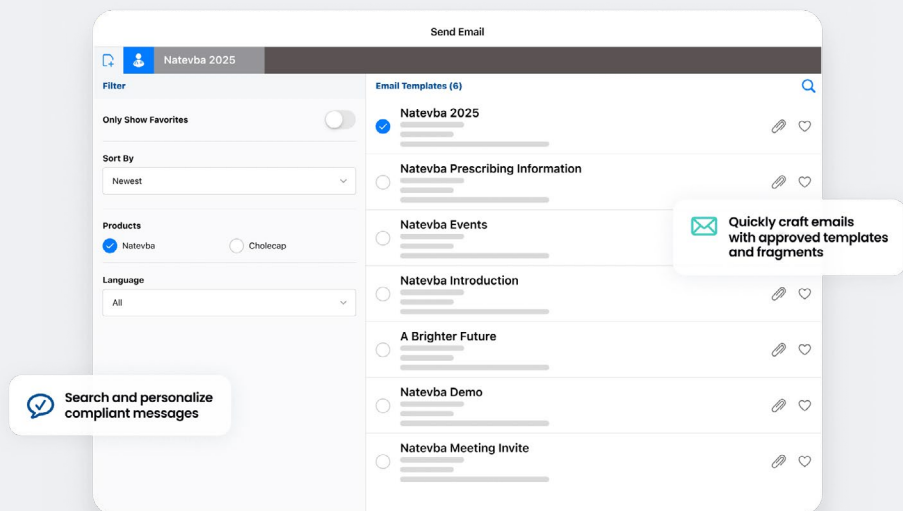 Send Email
Natevba 2025
Filter
Only Show Favorites
Sort By
Newest
Products
Natevba
Cholecap
Language
All
Email Templates (6)
Natevba 2025
Natevba Prescribing Information
Natevba Events
Natevba Introduction
A Brighter Future
Natevba Demo
Natevba Meeting Invite
Quickly craft emails
with approved templates
and fragments
Search and personalize
compliant messages